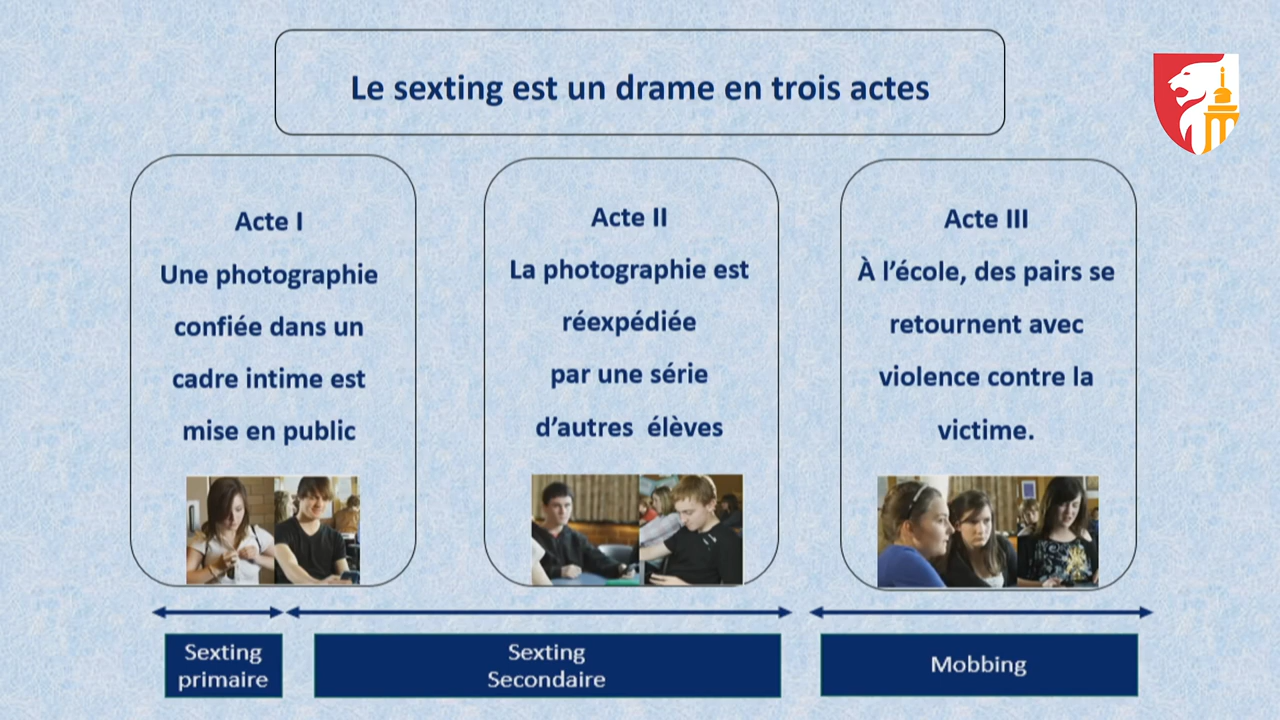 Le sexting est un drame en trois actes
Acte I
Une photographie
confiée dans un
cadre intime est
mise en public
Acte II
La photographie est
réexpédiée
par une série
d’autres élèves
Acte III
À l’école, des pairs se
retournent avec
violence contre la
victime.
Sexting
primaire
Sexting
Secondaire
Mobbing